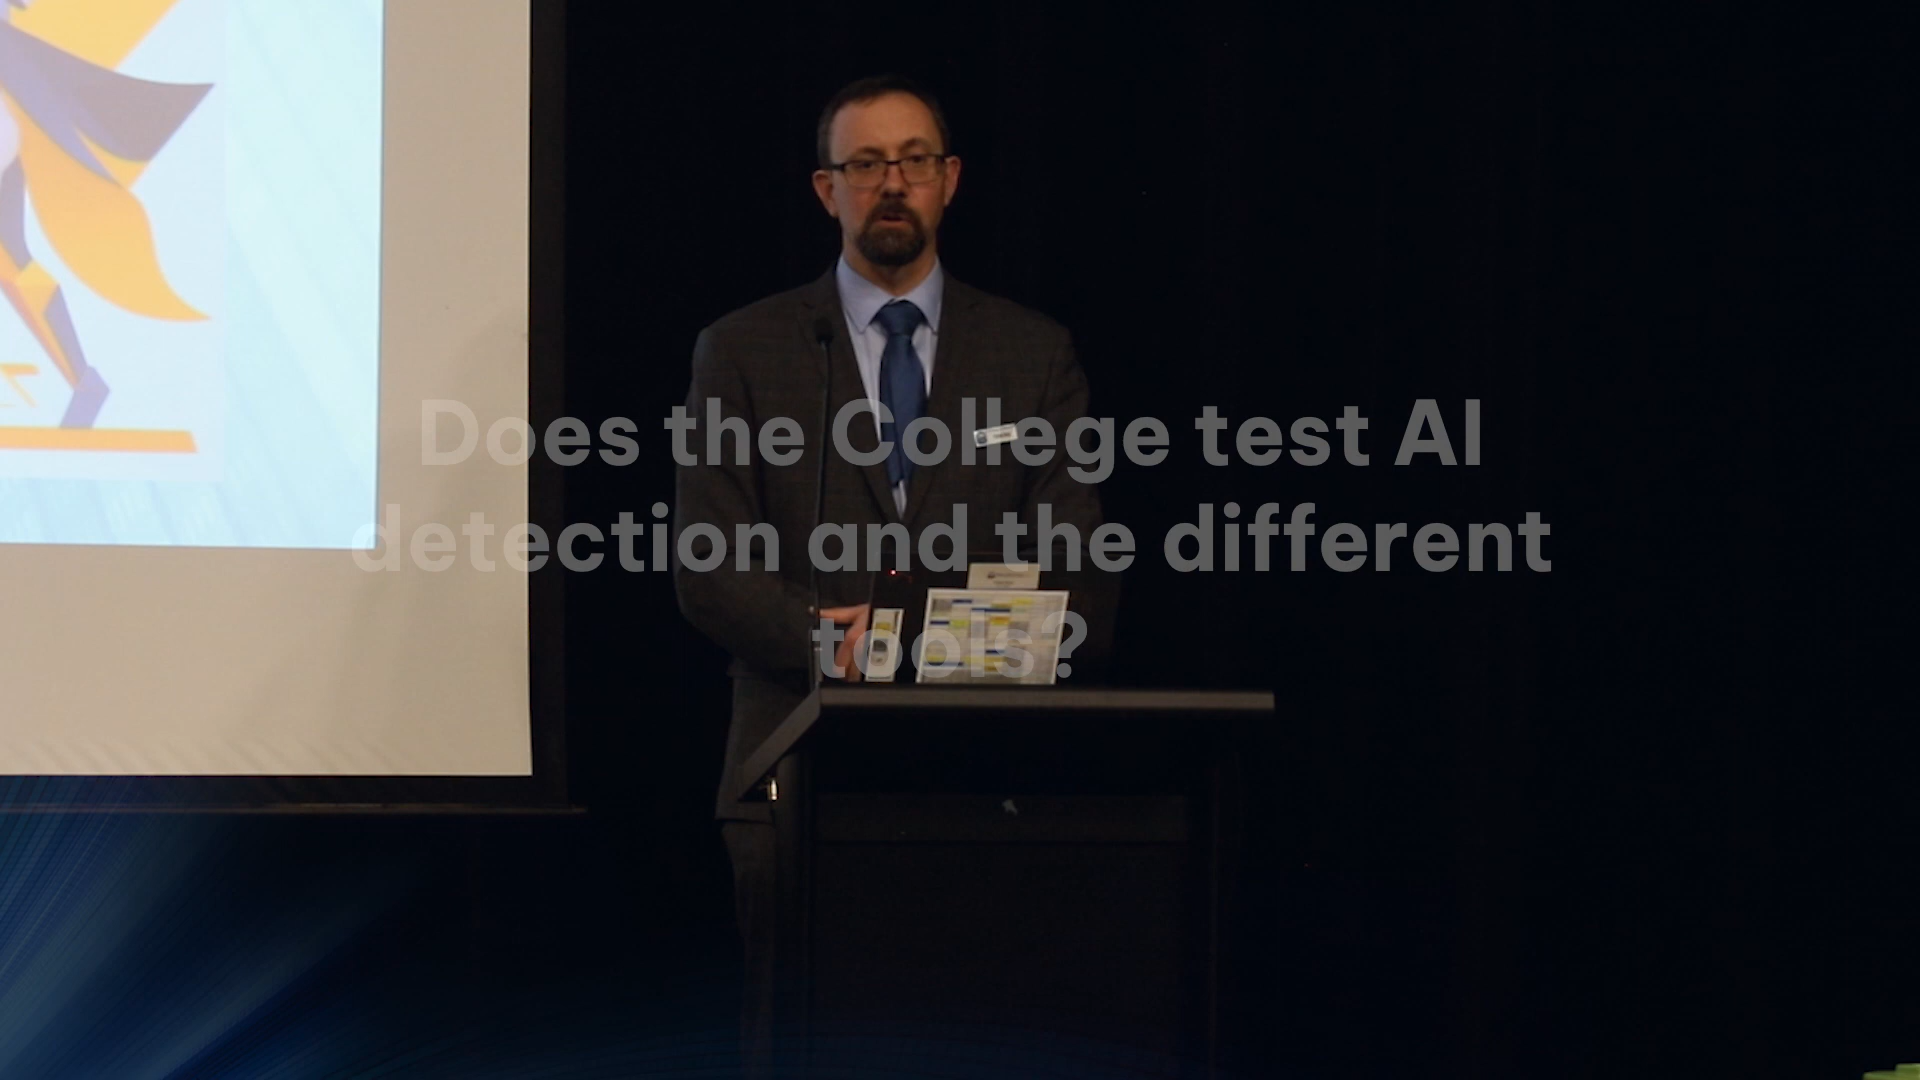 Does the College test AI
detection and the different
tools?